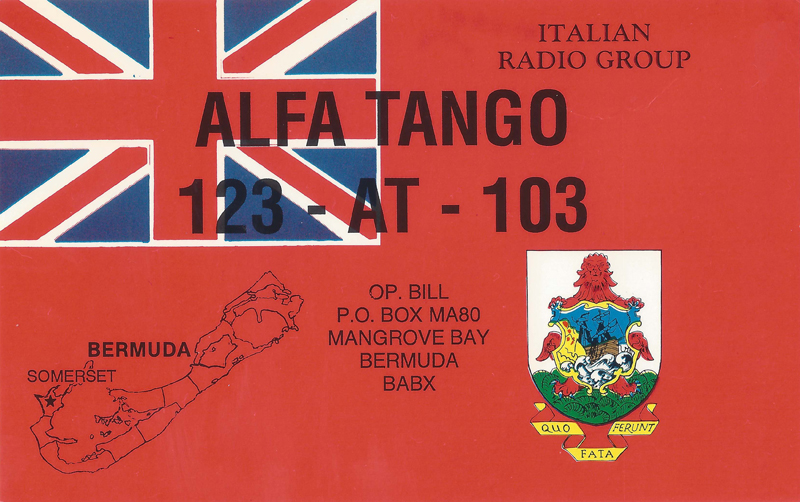 ITALIAN
RADIO GROUP
ALFA TANGO
123 - AT - 103
OP. BILL
P.O. BOX MA80
MANGROVE BAY
BERMUDA
BABX
BERMUDA
SOMERSET
QUO FERUNT
FATA